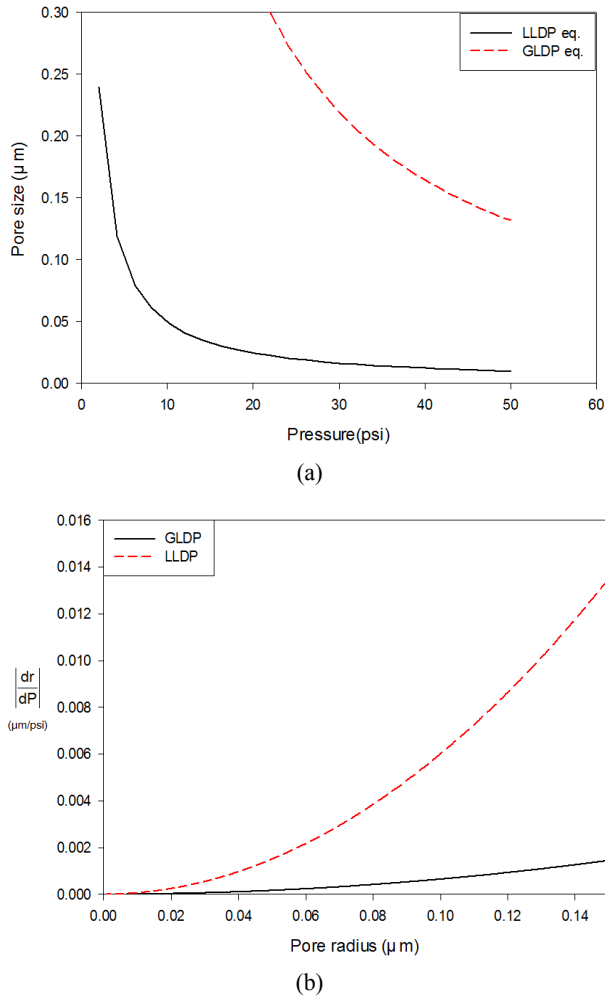 0.30
0.25
0.20
0.15
0.10
0.05
0.00
Pore size (µ m)
LLDP eq.
GLDP eq.
0 10 20 30 40 50 60
Pressure(psi)
(a)
0.016
0.014
0.012
0.010
0.008
0.006
0.004
0.002
0.000
|dr
dP|
(µm/psi)
GLDP
LLDP
0.00 0.02 0.04 0.06 0.08 0.10 0.12 0.14
Pore radius (µ m)
(b)